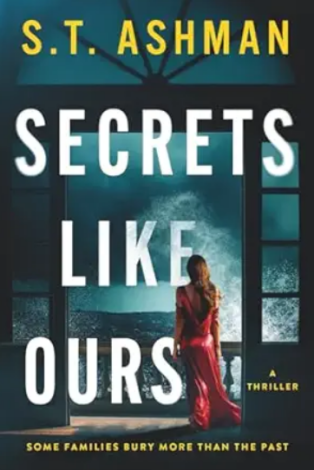 S.T. ASHMAN
SECRETS
LIKE
OURS
A
THRILLER
SOME FAMILIES BURY MORE THAN THE PAST